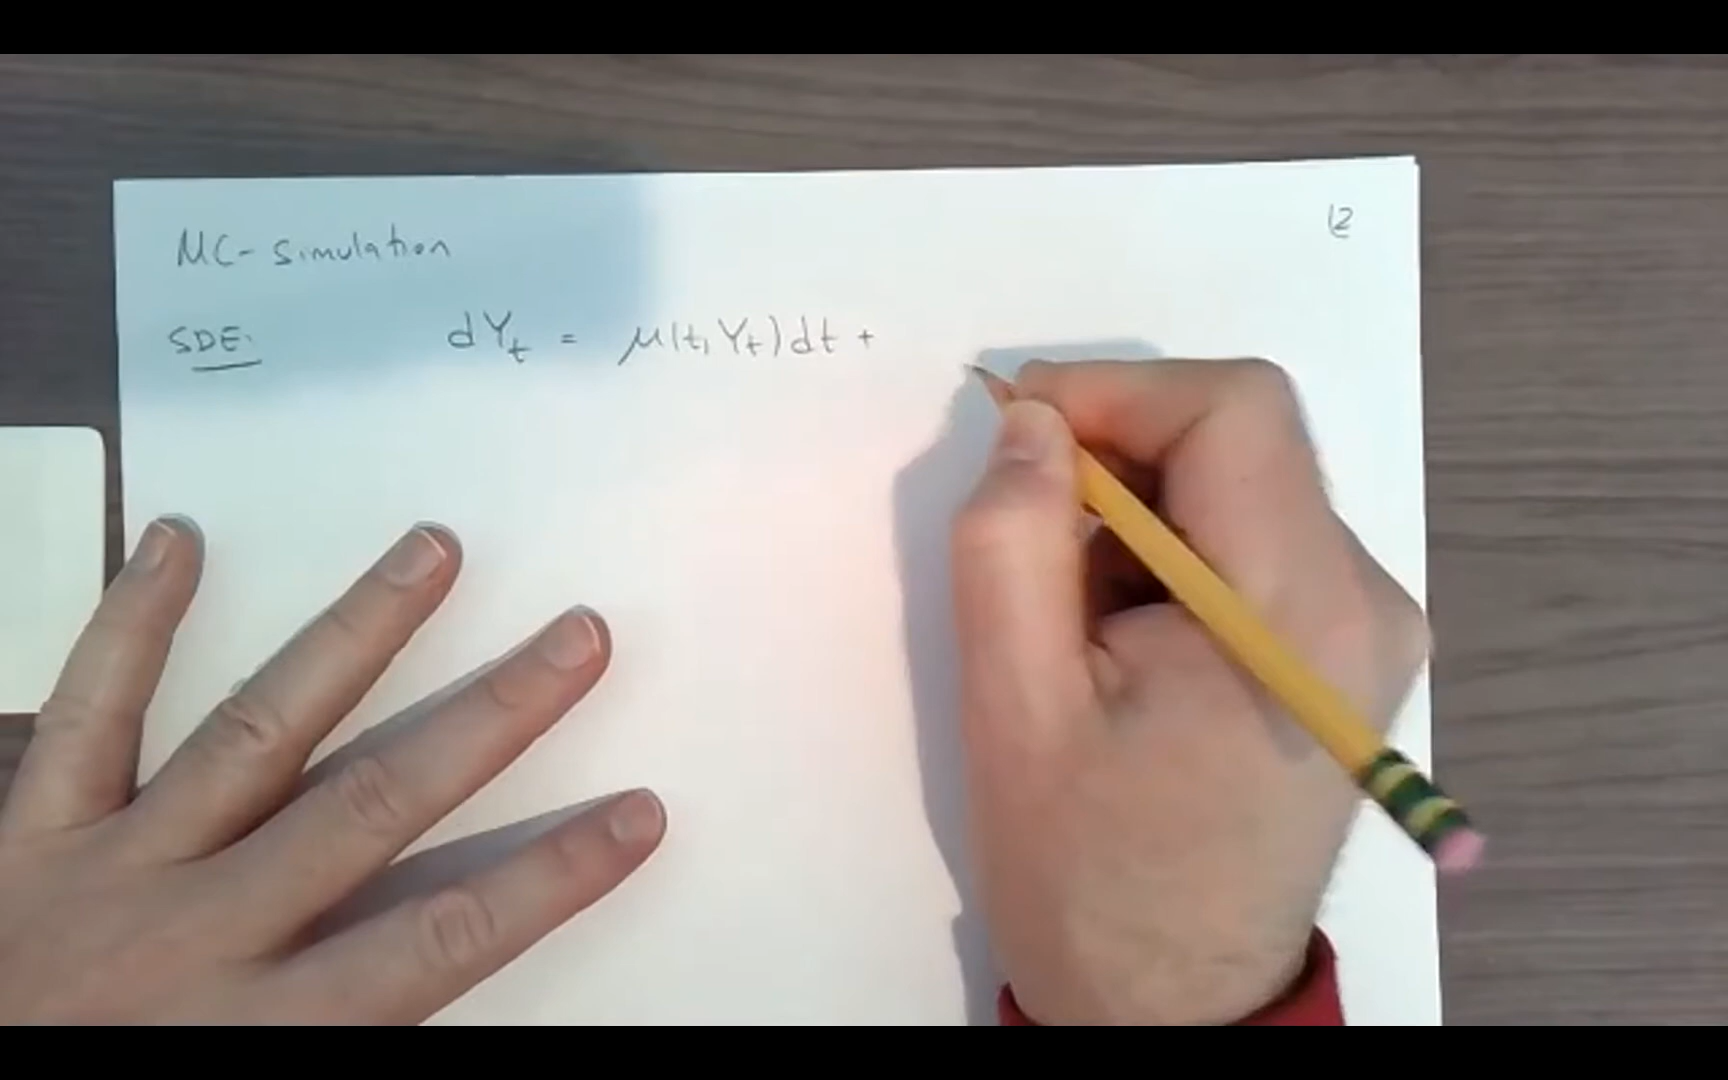 12
MC-simulation
SDE: dY_t = μ(t, Y_t)dt +